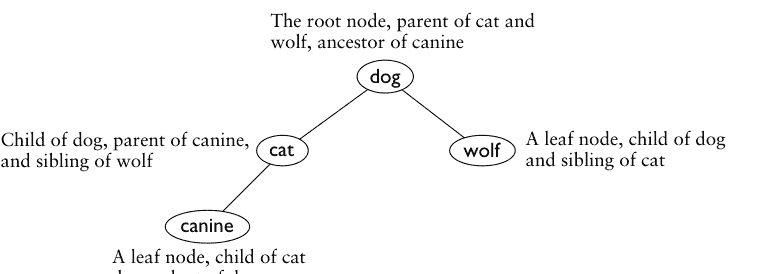 The root node, parent of cat and
wolf, ancestor of canine
dog
Child of dog, parent of canine,
and sibling of wolf
cat
wolf
A leaf node, child of dog
and sibling of cat
canine
A leaf node, child of cat